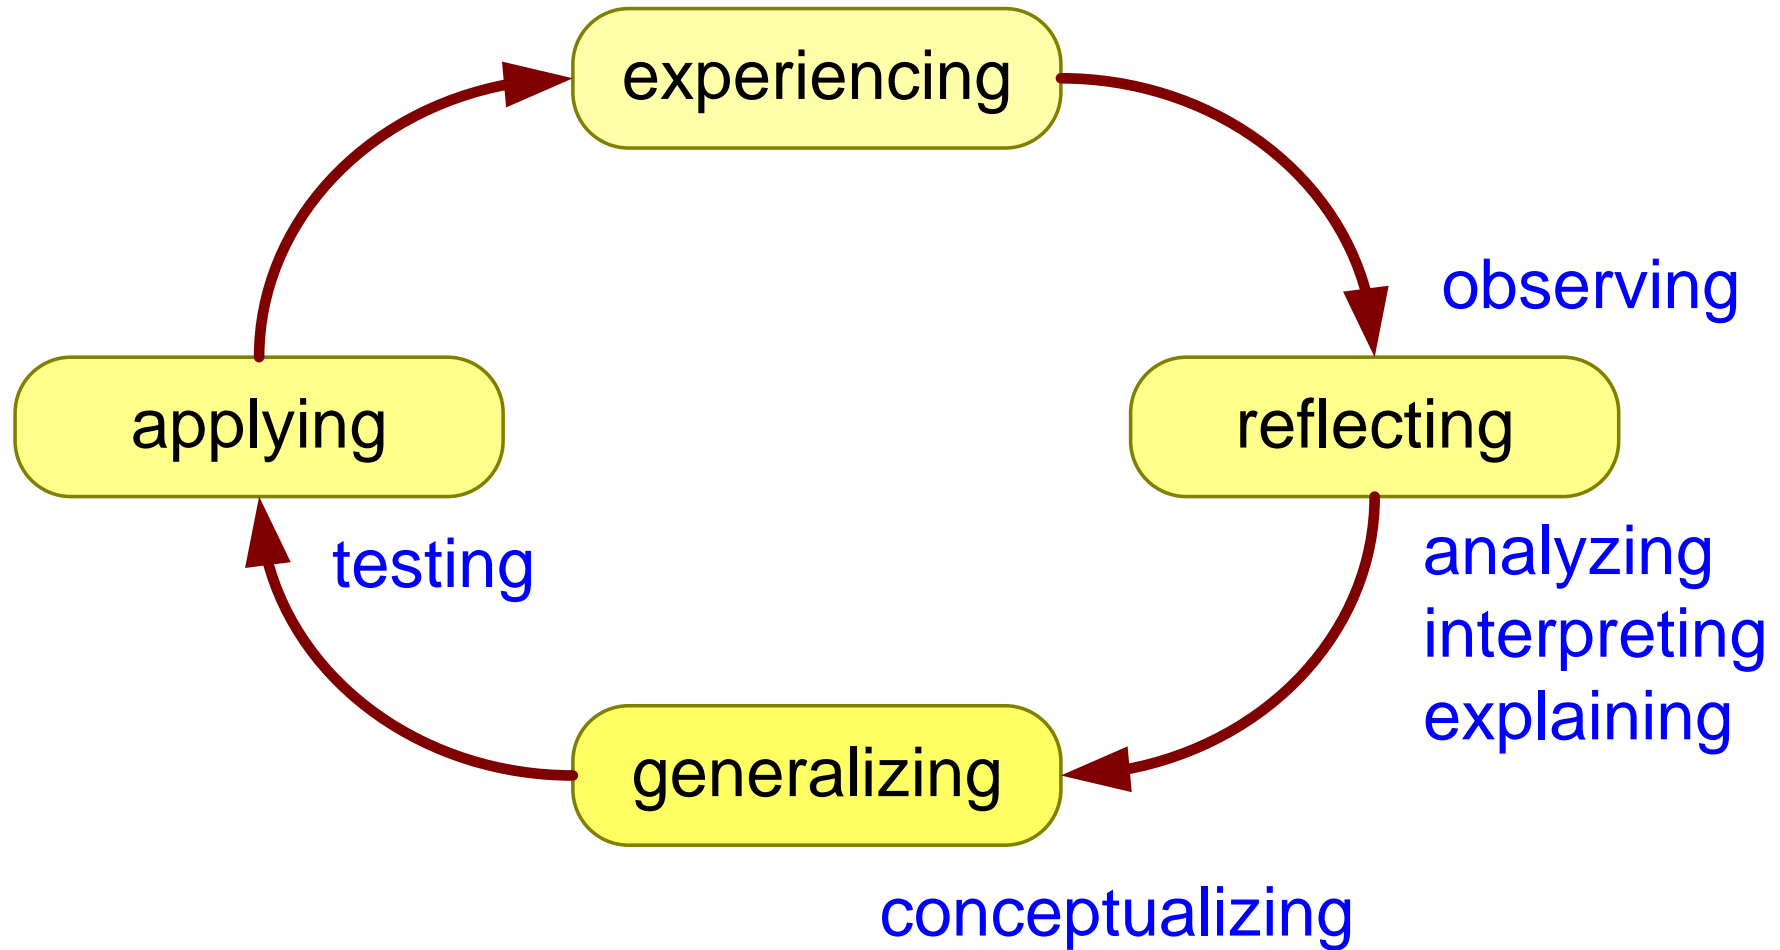 experiencing
observing
applying
reflecting
testing
analyzing
interpreting
explaining
generalizing
conceptualizing